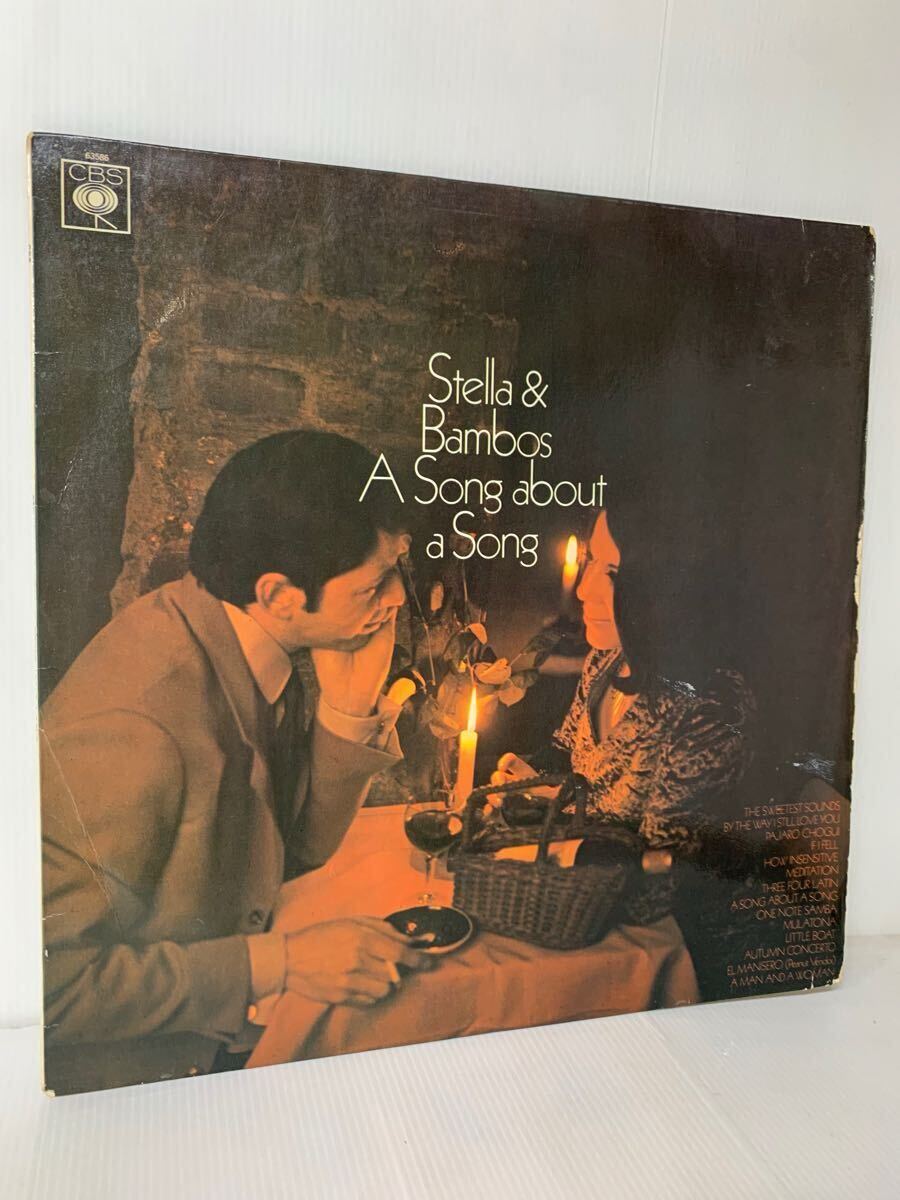 63586
CBS
Stella &
Bambos
A Song about
a Song
THE SWEETEST SOUNDS
BY THE WAY I STILL LOVE YOU
PAJARO CHOGUI
IF I FELL
HOW INSENSITIVE
MEDITATION
THREE FOUR LATIN
A SONG ABOUT A SONG
ONE NOTE SAMBA
MULATONA
LITTLE BOAT
AUTUMN CONCERTO
EL MANISERO (Peanut Vendor)
A MAN AND A WOMAN